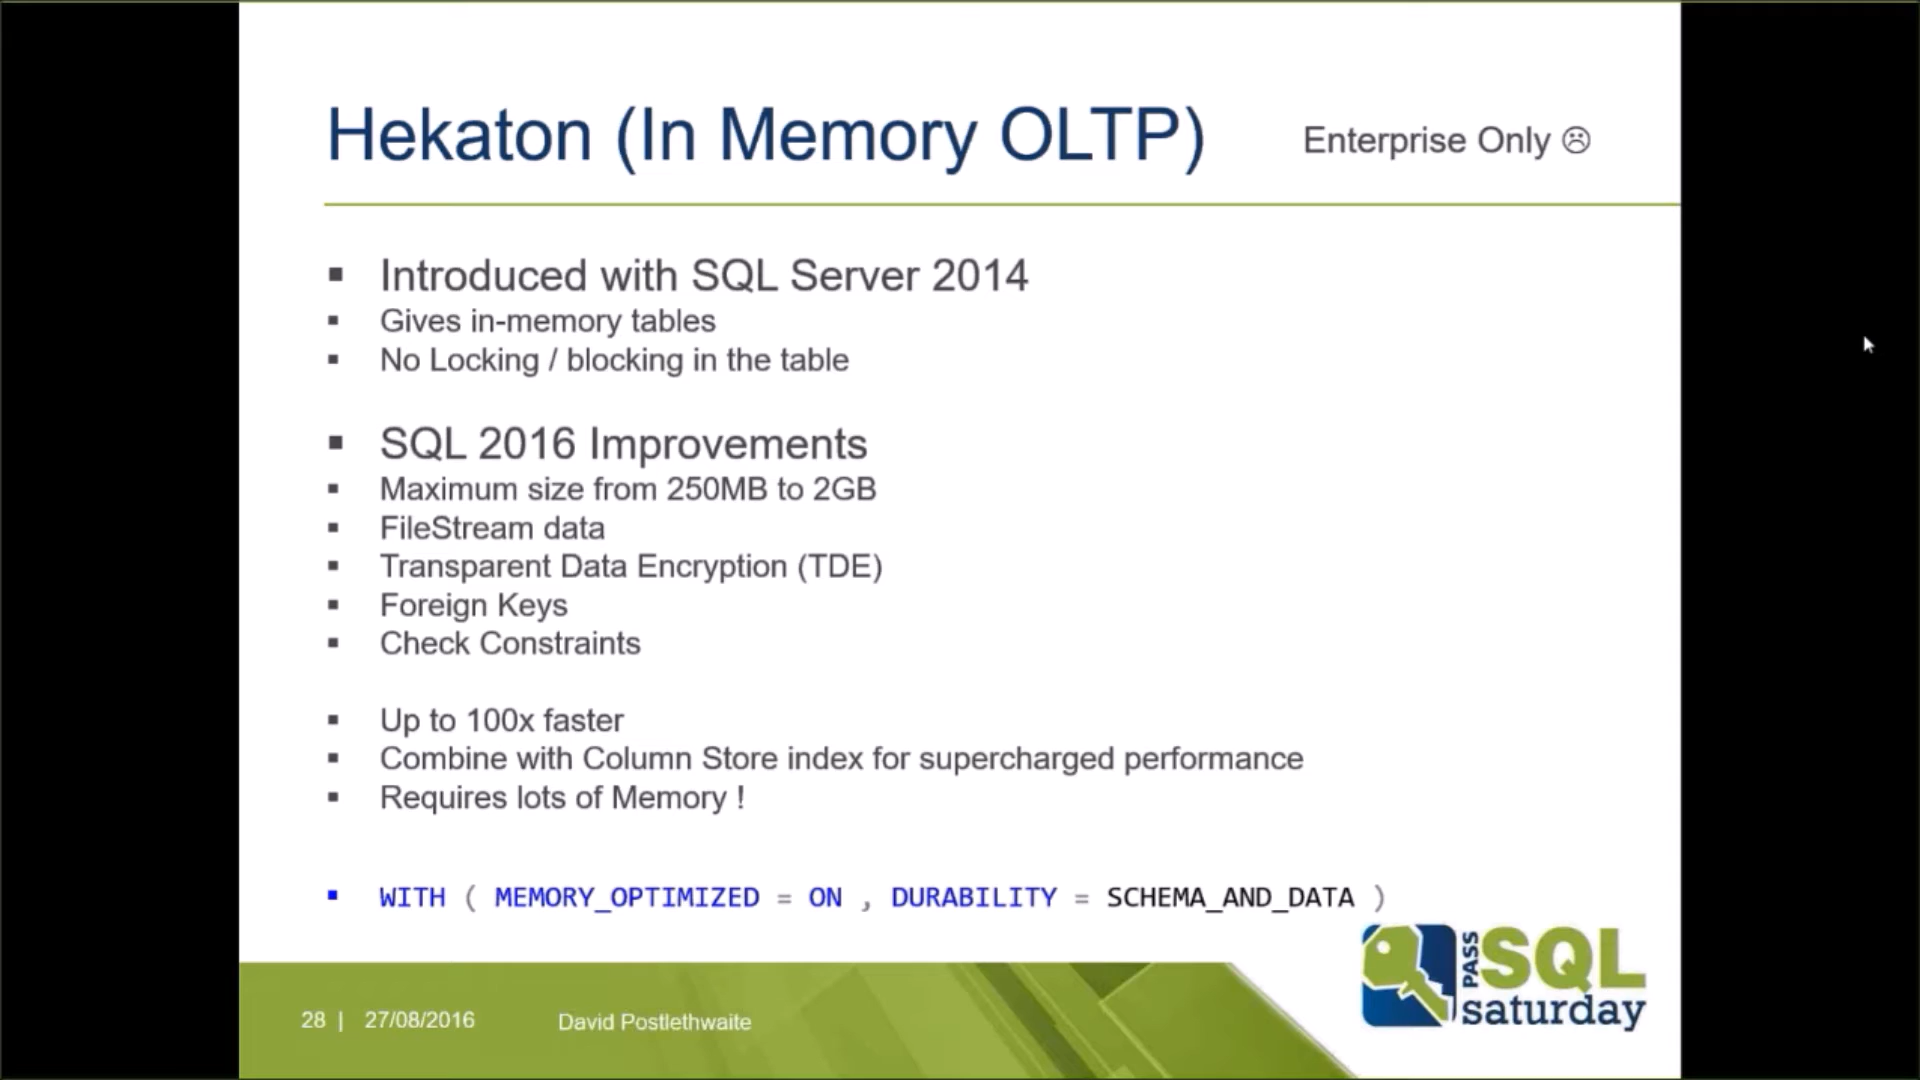 Hekaton (In Memory OLTP)
Enterprise Only ☹
▪ Introduced with SQL Server 2014
▪ Gives in-memory tables
▪ No Locking / blocking in the table
▪ SQL 2016 Improvements
▪ Maximum size from 250MB to 2GB
▪ FileStream data
▪ Transparent Data Encryption (TDE)
▪ Foreign Keys
▪ Check Constraints
▪ Up to 100x faster
▪ Combine with Column Store index for supercharged performance
▪ Requires lots of Memory !
▪ WITH ( MEMORY_OPTIMIZED = ON , DURABILITY = SCHEMA_AND_DATA )
PASS SQL
saturday
28 | 27/08/2016 David Postlethwaite